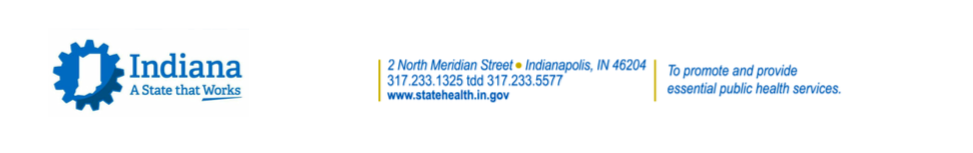 Indiana
A State that Works
2 North Meridian Street • Indianapolis, IN 46204
317.233.1325 tdd 317.233.5577
www.statehealth.in.gov
To promote and provide
essential public health services.